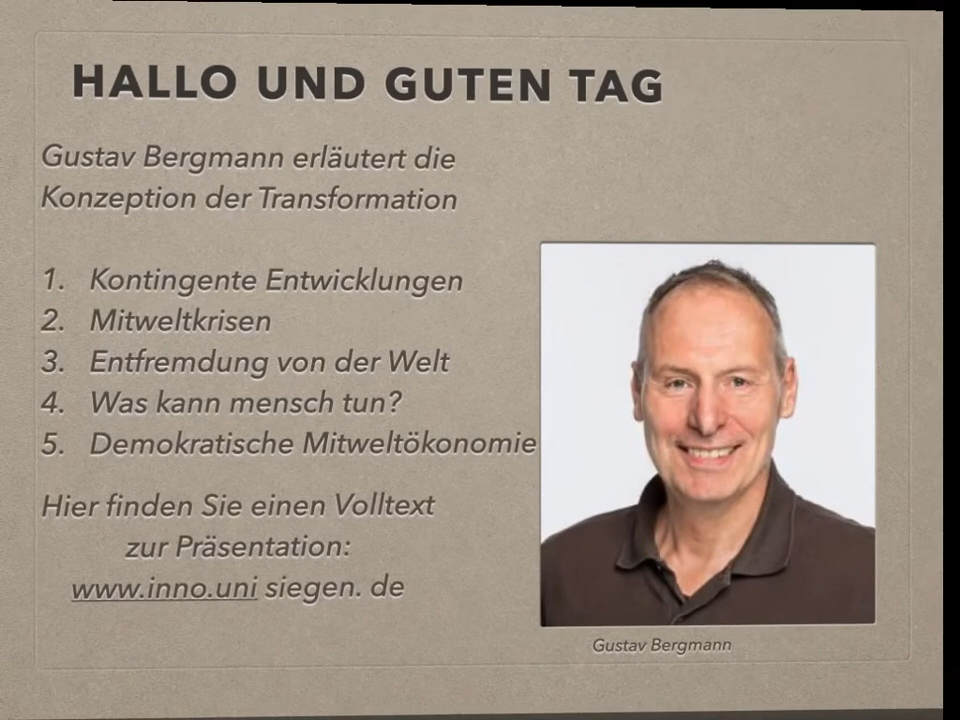 HALLO UND GUTEN TAG
Gustav Bergmann erläutert die
Konzeption der Transformation
1. Kontingente Entwicklungen
2. Mitweltkrisen
3. Entfremdung von der Welt
4. Was kann mensch tun?
5. Demokratische Mitweltökonomie
Hier finden Sie einen Volltext
zur Präsentation:
www.inno.uni siegen. de
Gustav Bergmann